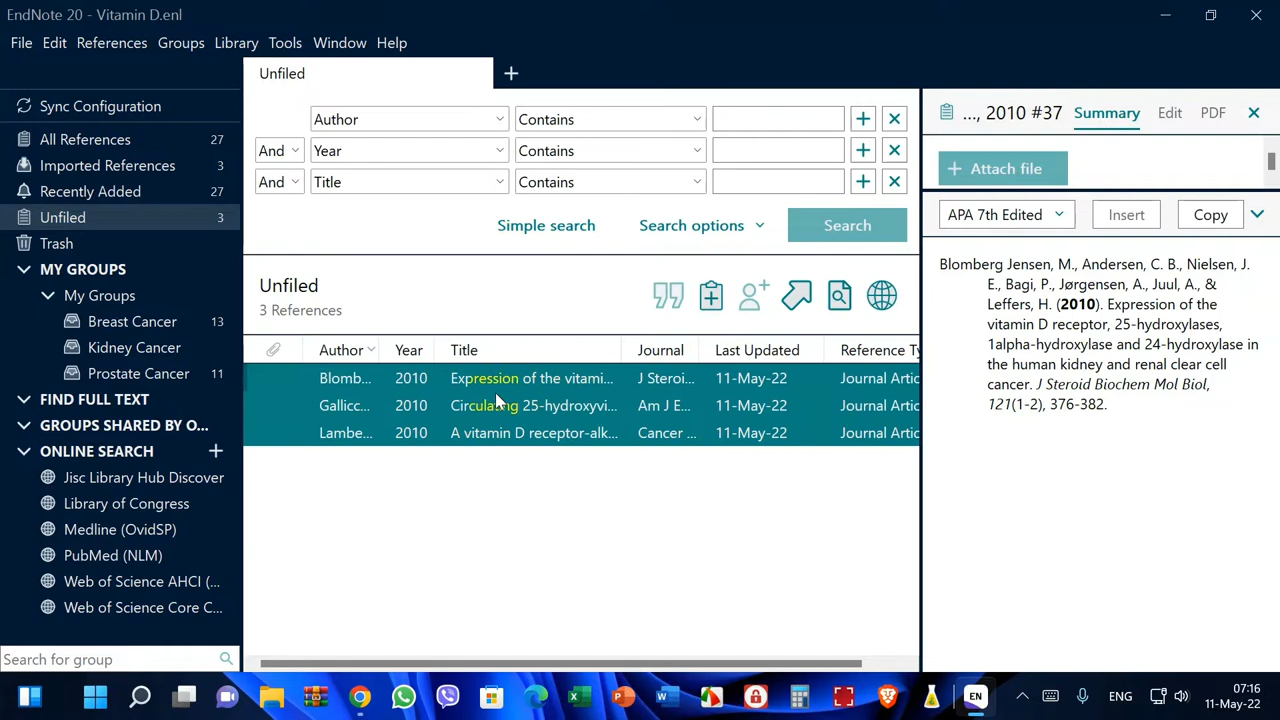 EndNote 20 - Vitamin D.enl
File Edit References Groups Library Tools Window Help
Sync Configuration
All References 27
Imported References 27
Recently Added 27
Unfiled 3
Trash
MY GROUPS
My Groups
Breast Cancer 13
Kidney Cancer
Prostate Cancer 11
FIND FULL TEXT
GROUPS SHARED BY O...
ONLINE SEARCH +
Jisc Library Hub Discover
Library of Congress
Medline (OvidSP)
PubMed (NLM)
Web of Science AHCI (...
Web of Science Core C...
Search for group
Unfiled +
Author Contains
And Year Contains
And Title Contains
Simple search Search options Search
Unfiled
3 References
Author Year Title Journal Last Updated Reference Ty
Blomb... 2010 Expression of the vitami... J Steroi... 11-May-22 Journal Artic
Gallicc... 2010 Circulating 25-hydroxyvi... Am J E... 11-May-22 Journal Artic
Lambe... 2010 A vitamin D receptor-alk... Cancer ... 11-May-22 Journal Artic
..., 2010 #37 Summary Edit PDF
+ Attach file
APA 7th Edited Insert Copy
Blomberg Jensen, M., Andersen, C. B., Nielsen, J.
E., Bagi, P., Jørgensen, A., Juul, A., &
Leffers, H. (2010). Expression of the
vitamin D receptor, 25-hydroxylases,
1alpha-hydroxylase and 24-hydroxylase in
the human kidney and renal clear cell
cancer. J Steroid Biochem Mol Biol,
121(1-2), 376-382.
EN ENG 07:16
11-May-22